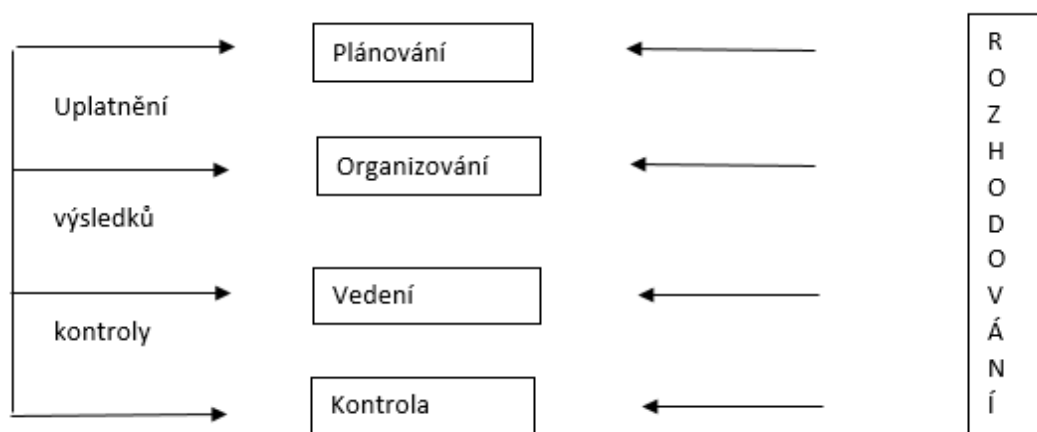 Plánování
Uplatnění
Organizování
výsledků
Vedení
kontroly
Kontrola
R
O
Z
H
O
D
O
V
Á
N
Í